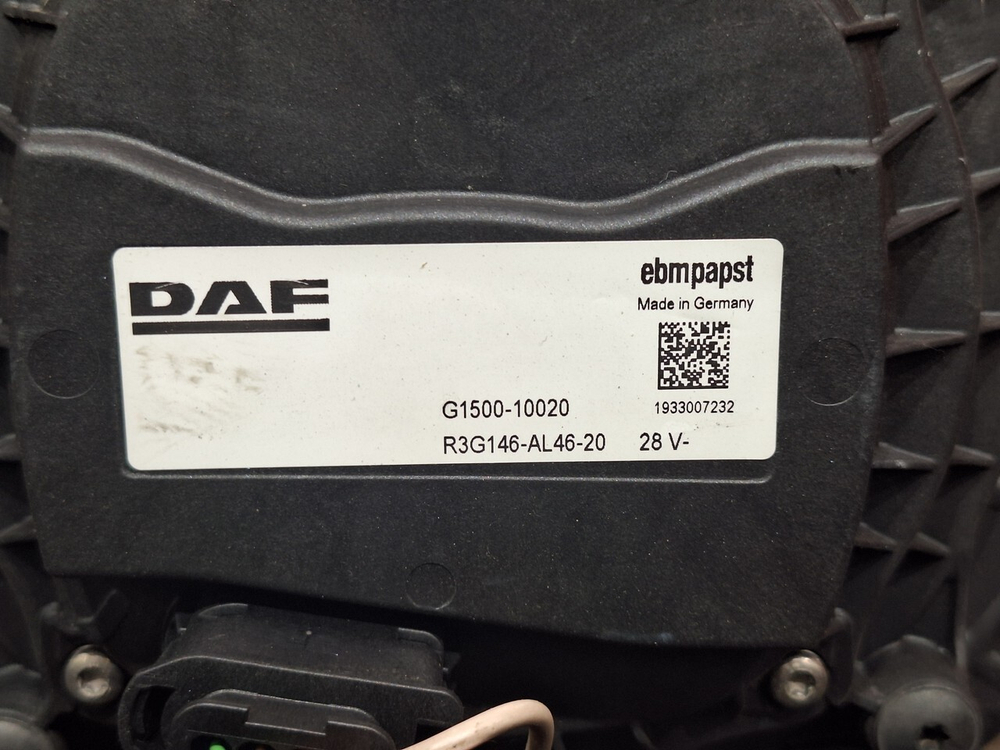 DAF
ebmpapst
Made in Germany
1933007232
G1500-10020
R3G146-AL46-20 28 V-